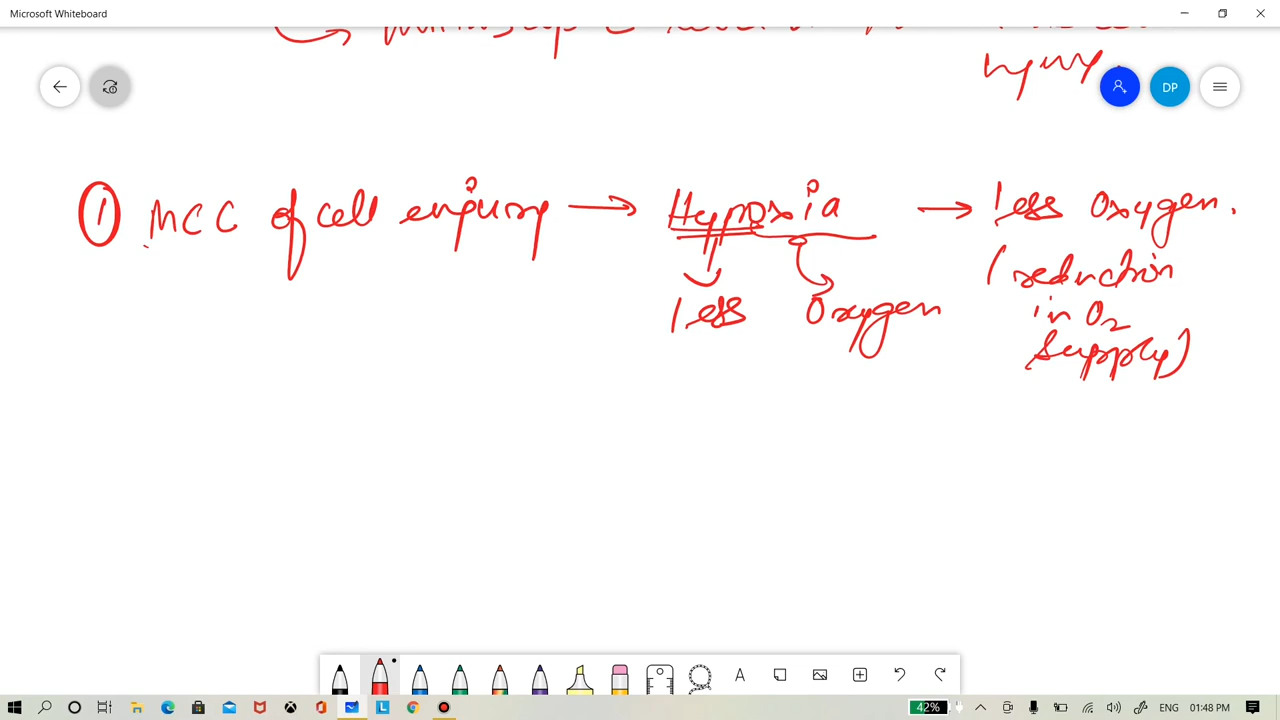 Microsoft Whiteboard
injury
DP
① MCC of cell enjury → Hypoxia → less Oxygen.
less Oxygen
(reduction
in O2
supply)
A
42%
ENG 01:48 PM